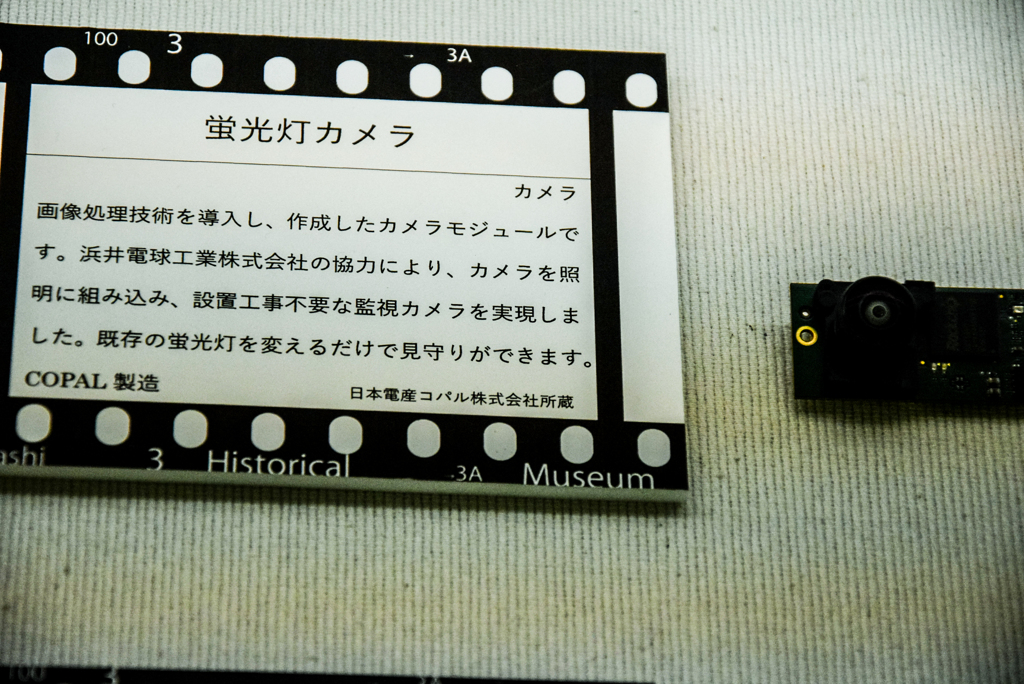 100 3 → 3A
蛍光灯カメラ
カメラ
画像処理技術を導入し、作成したカメラモジュールで
す。浜井電球工業株式会社の協力により、カメラを照
明に組み込み、設置工事不要な監視カメラを実現しま
した。既存の蛍光灯を変えるだけで見守りができます。
COPAL 製造
日本電産コパル株式会社所蔵
ashi 3 Historical 3A Museum
100